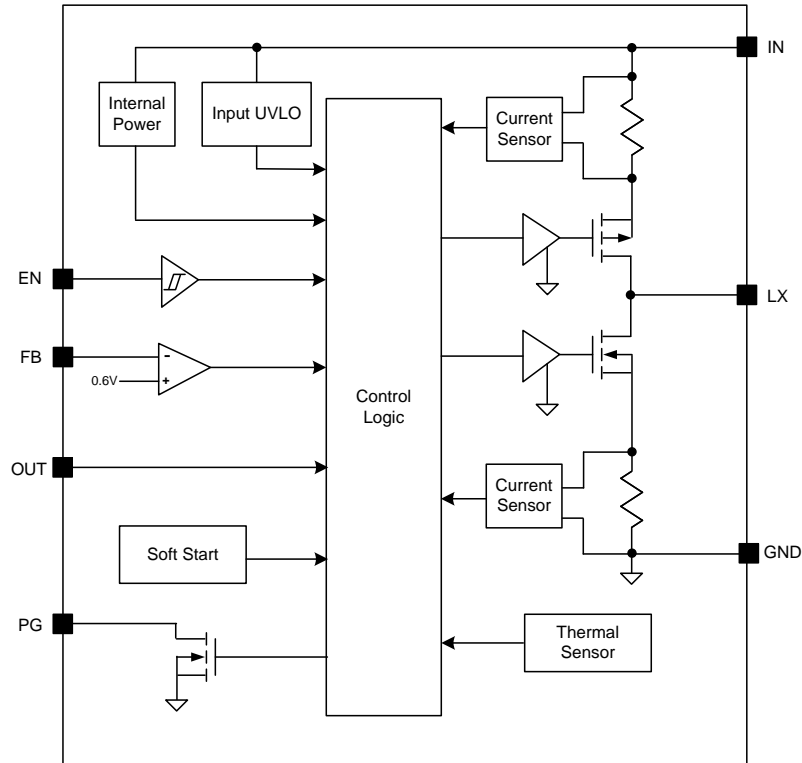 IN
Internal
Power
Input UVLO
Current
Sensor
EN
LX
FB
-
0.6V
+
Control
Logic
OUT
Current
Sensor
Soft Start
GND
PG
Thermal
Sensor